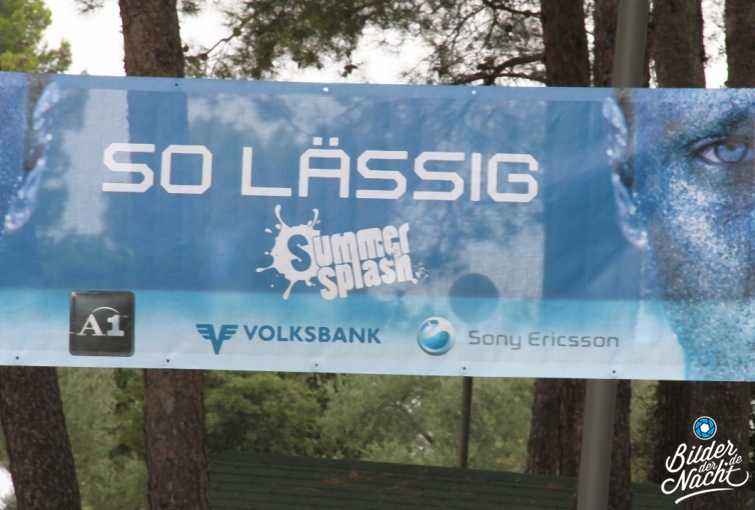 SO LÄSSIG
SUMMER
SPLASH
A1
VOLKSBANK
Sony Ericsson
Bilder
der .de
Nacht